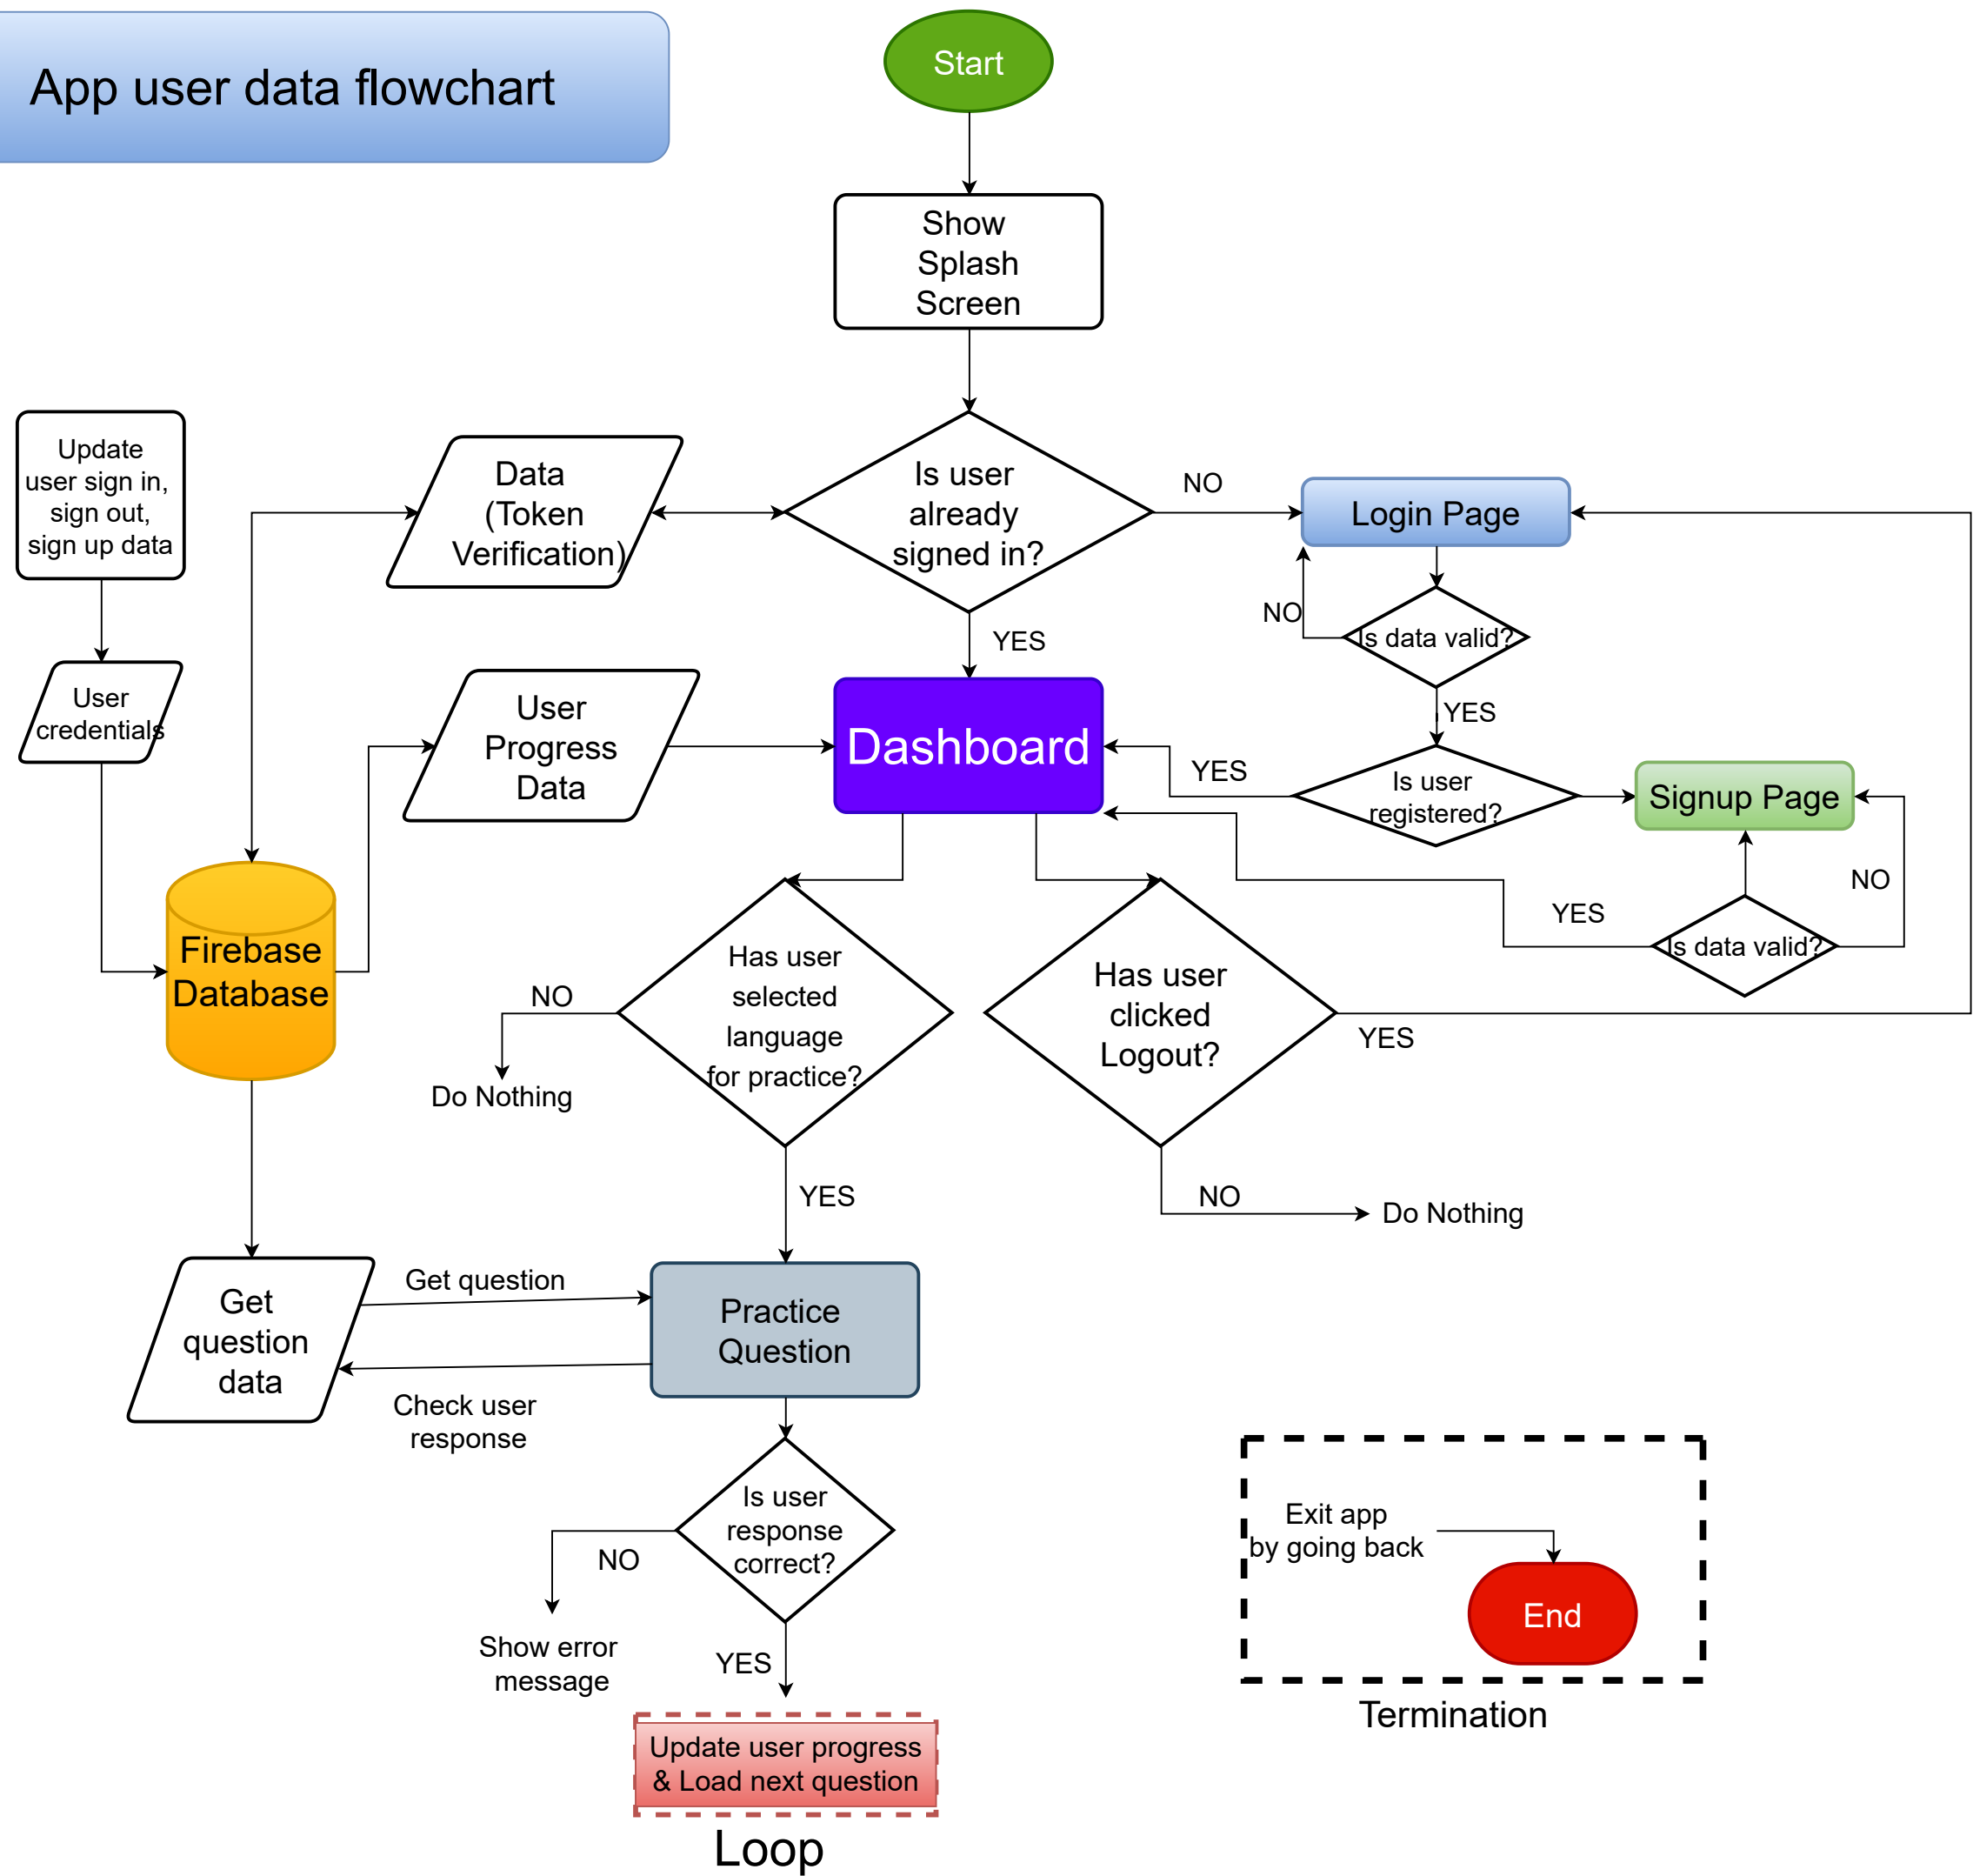 App user data flowchart
Start
Show
Splash
Screen
Update
user sign in,
sign out,
sign up data
Data
(Token
Verification)
Is user
already
signed in?
NO
Login Page
NO
Is data valid?
YES
User
credentials
User
Progress
Data
YES
Dashboard
YES
Is user
registered?
Signup Page
NO
YES
Is data valid?
Firebase
Database
NO
Do Nothing
Has user
selected
language
for practice?
Has user
clicked
Logout?
YES
YES
NO
Do Nothing
Get
question
data
Get question
Check user
response
Practice
Question
Is user
response
correct?
NO
Show error
message
YES
Update user progress
& Load next question
Loop
Exit app
by going back
End
Termination